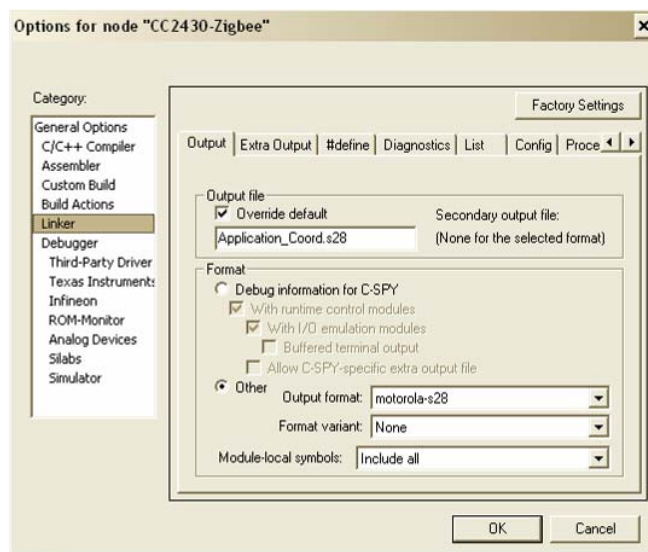 Options for node "CC2430-Zigbee"
Category:
General Options
C/C++ Compiler
Assembler
Custom Build
Build Actions
Linker
Debugger
Third-Party Driver
Texas Instruments
Infineon
ROM-Monitor
Analog Devices
Silabs
Simulator
Factory Settings
Output Extra Output #define Diagnostics List Config Proce
Output file
Override default
Application_Coord.s28
Secondary output file:
(None for the selected format)
Format
Debug information for C-SPY
With runtime control modules
With I/O emulation modules
Buffered terminal output
Allow C-SPY-specific extra output file
Other
Output format: motorola-s28
Format variant: None
Module-local symbols: Include all
OK Cancel